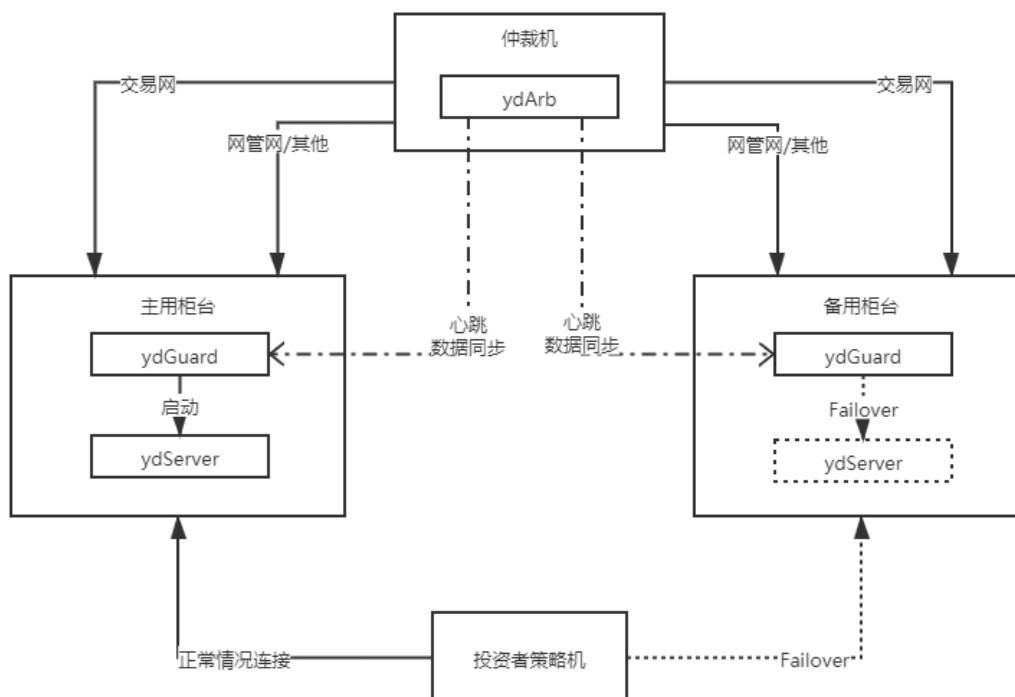 仲裁机
ydArb
交易网
交易网
网管网/其他
网管网/其他
主用柜台
备用柜台
心跳
数据同步
心跳
数据同步
ydGuard
ydGuard
启动
Failover
ydServer
ydServer
正常情况连接
投资者策略机
Failover